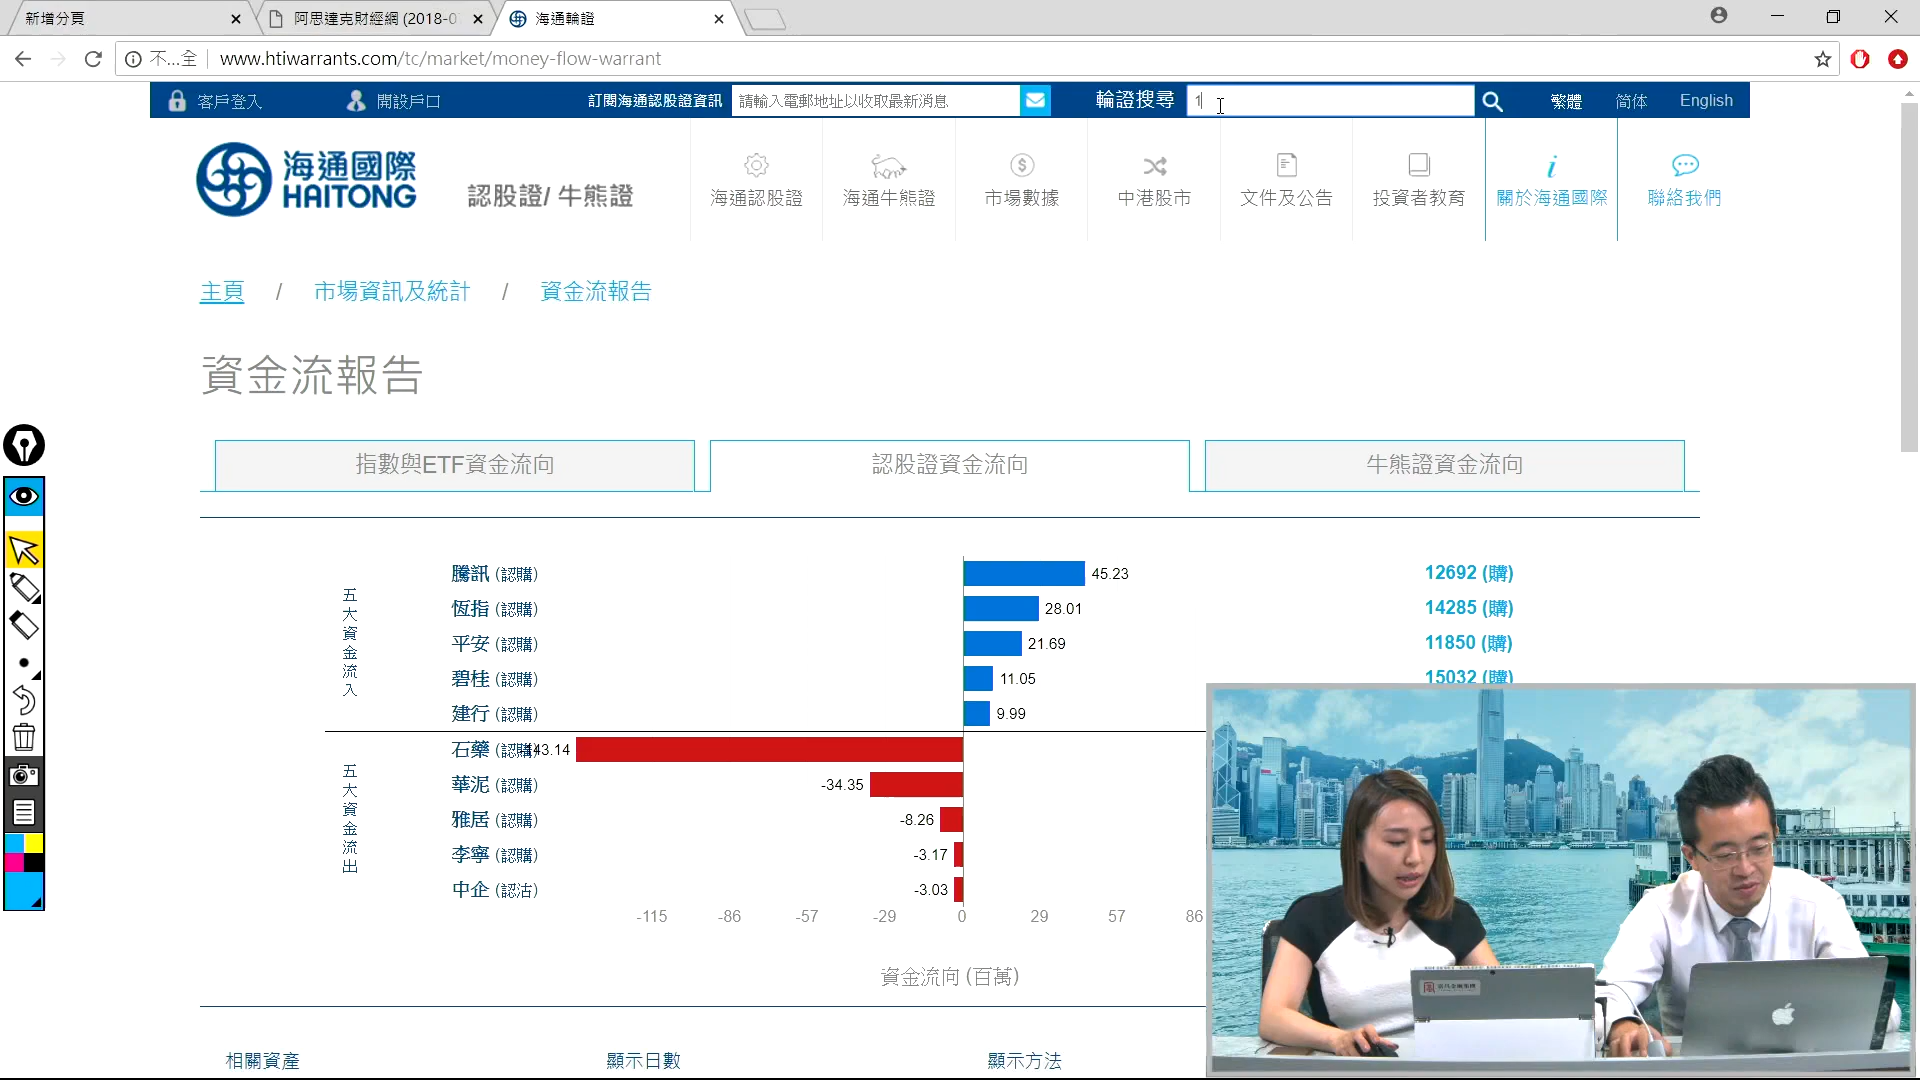 新增分頁
阿思達克財經網 (2018-0
海通輪證
不...全
www.htiwarrants.com/tc/market/money-flow-warrant
客戶登入
開設戶口
訂閱海通認股證資訊
請輸入電郵地址以收取最新消息
輪證搜尋
1
繁體
简体
English
海通國際
HAITONG
認股證/ 牛熊證
海通認股證
海通牛熊證
市場數據
中港股市
文件及公告
投資者教育
關於海通國際
聯絡我們
主頁 / 市場資訊及統計 / 資金流報告
資金流報告
指數與ETF資金流向
認股證資金流向
牛熊證資金流向
五大資金流入
騰訊 (認購) 45.23 12692 (購)
恆指 (認購) 28.01 14285 (購)
平安 (認購) 21.69 11850 (購)
碧桂 (認購) 11.05 15032 (購)
建行 (認購) 9.99
五大資金流出
石藥 (認購) 43.14
華泥 (認購) -34.35
雅居 (認購) -8.26
李寧 (認購) -3.17
中企 (認沽) -3.03
-115 -86 -57 -29 0 29 57 86
資金流向 (百萬)
相關資產
顯示日數
顯示方法